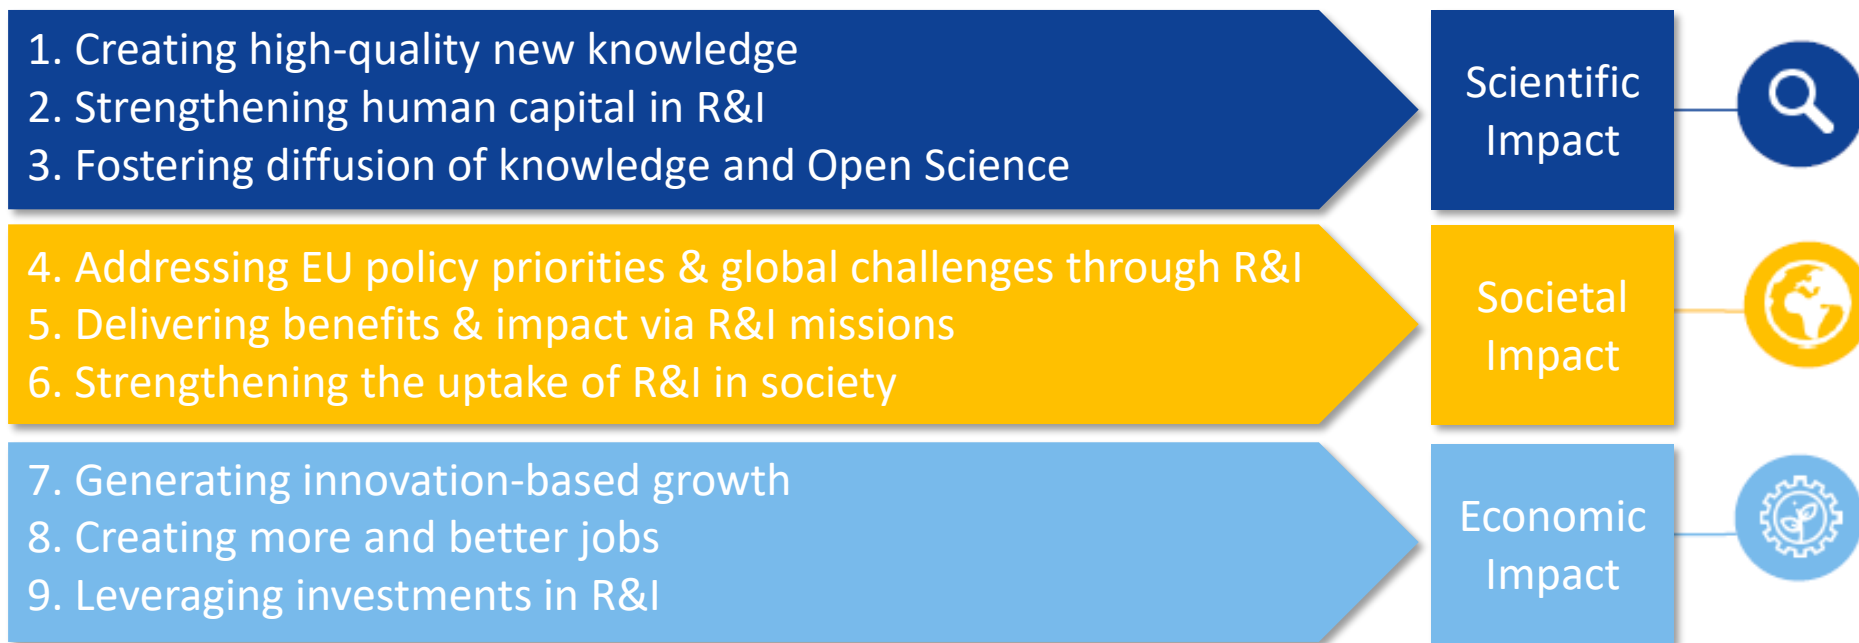 1. Creating high-quality new knowledge
2. Strengthening human capital in R&I
3. Fostering diffusion of knowledge and Open Science
Scientific
Impact
4. Addressing EU policy priorities & global challenges through R&I
5. Delivering benefits & impact via R&I missions
6. Strengthening the uptake of R&I in society
Societal
Impact
7. Generating innovation-based growth
8. Creating more and better jobs
9. Leveraging investments in R&I
Economic
Impact